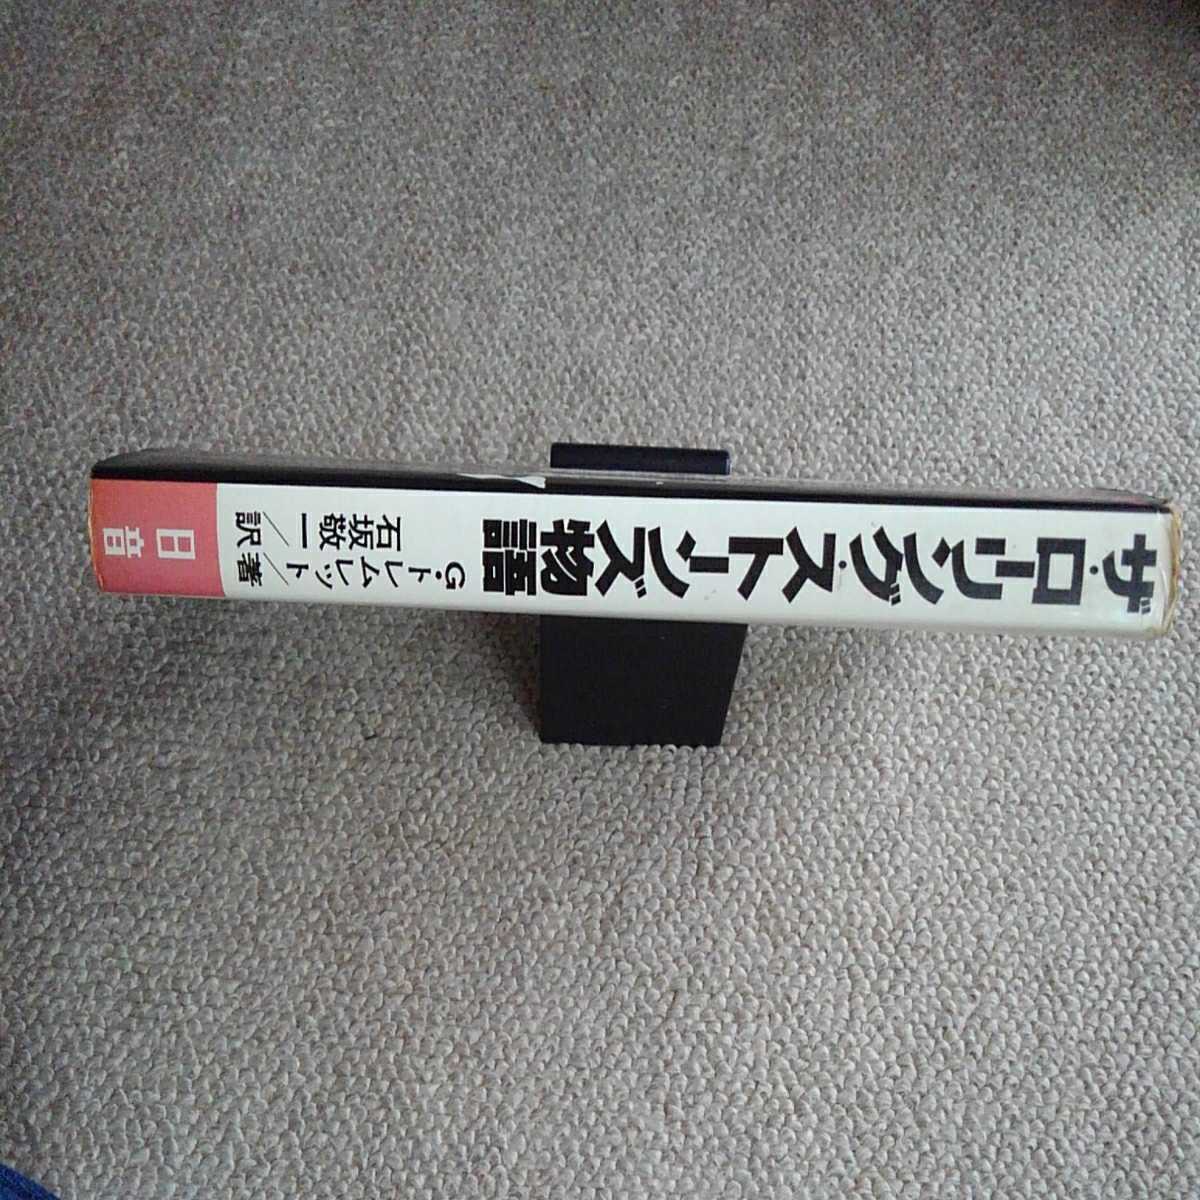 ザ・ローリング・ストーンズ物語
G・トレムレット／著
石坂敬一／訳
日音